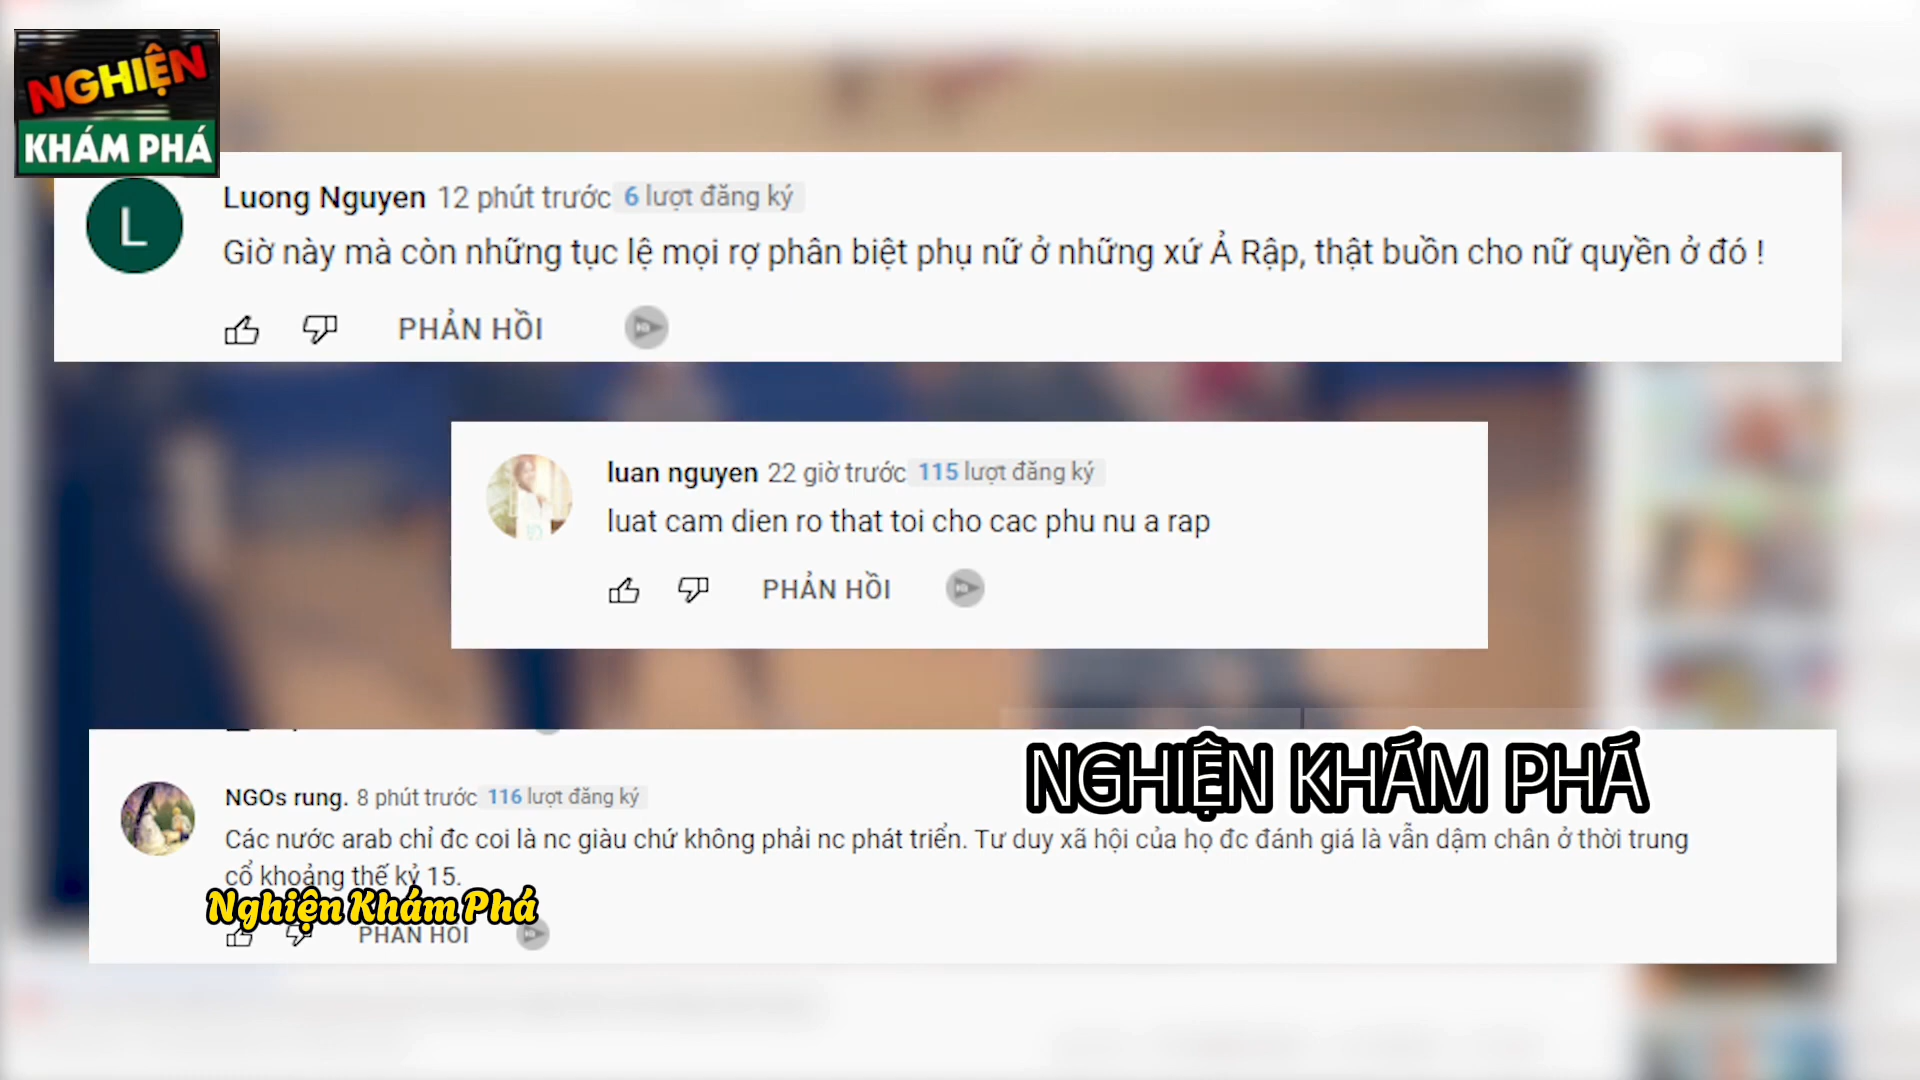 NGHIỆN
KHÁM PHÁ
L
Luong Nguyen 12 phút trước 6 lượt đăng ký
Giờ này mà còn những tục lệ mọi rợ phân biệt phụ nữ ở những xứ Ả Rập, thật buồn cho nữ quyền ở đó !
PHẢN HỒI
luan nguyen 22 giờ trước 115 lượt đăng ký
luat cam dien ro that toi cho cac phu nu a rap
PHẢN HỒI
NGHIỆN KHÁM PHÁ
NGOs rung. 8 phút trước 116 lượt đăng ký
Các nước arab chỉ đc coi là nc giàu chứ không phải nc phát triển. Tư duy xã hội của họ đc đánh giá là vẫn dậm chân ở thời trung
cổ khoảng thế kỷ 15.
Nghiện Khám Phá
PHẢN HỒI